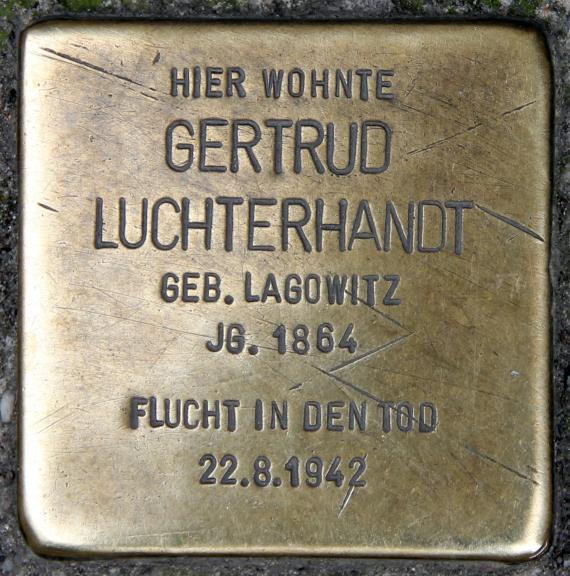 HIER WOHNTE
GERTRUD
LUCHTERHANDT
GEB. LAGOWITZ
JG. 1864
FLUCHT IN DEN TOD
22.8.1942